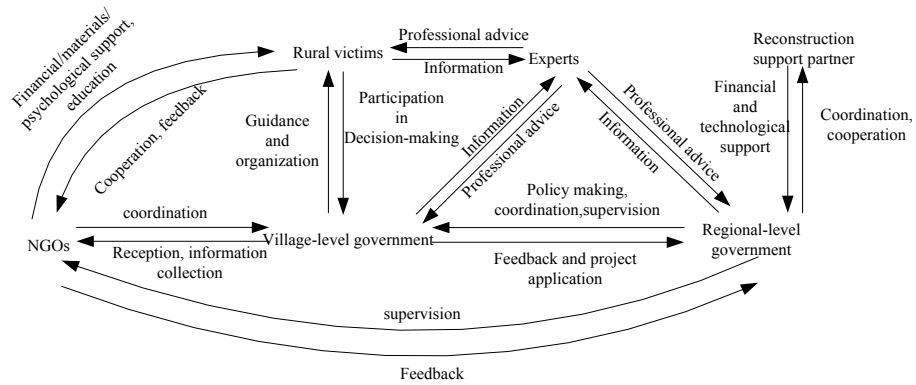 Financial/materials/
psychological support,
education
Cooperation, feedback
Rural victims
Professional advice
Information
Experts
Reconstruction
support partner
Guidance
and
organization
Participation
in
Decision-making
Information
Professional advice
Professional advice
Information
Financial
and
technological
support
Coordination,
cooperation
NGOs
coordination
Reception, information
collection
Village-level government
Policy making,
coordination,supervision
Feedback and project
application
Regional-level
government
supervision
Feedback